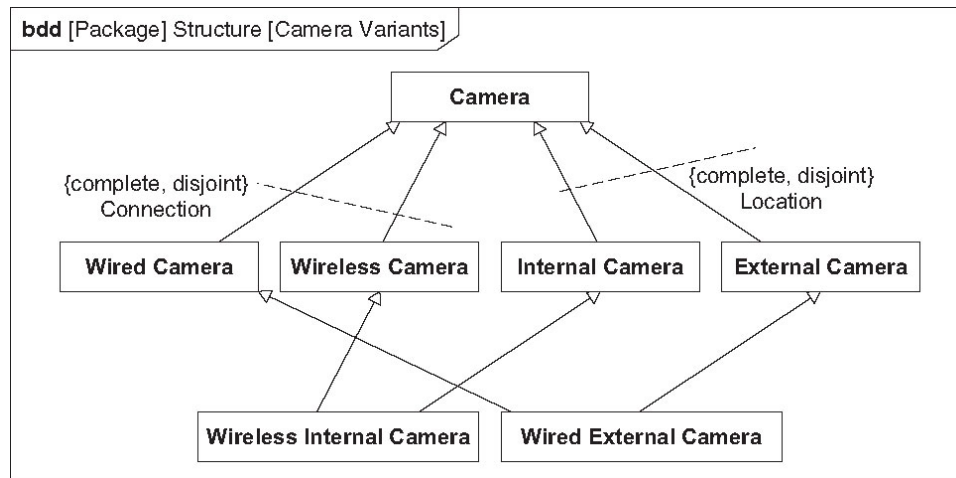 bdd [Package] Structure [Camera Variants]
Camera
{complete, disjoint}
Connection
{complete, disjoint}
Location
Wired Camera
Wireless Camera
Internal Camera
External Camera
Wireless Internal Camera
Wired External Camera